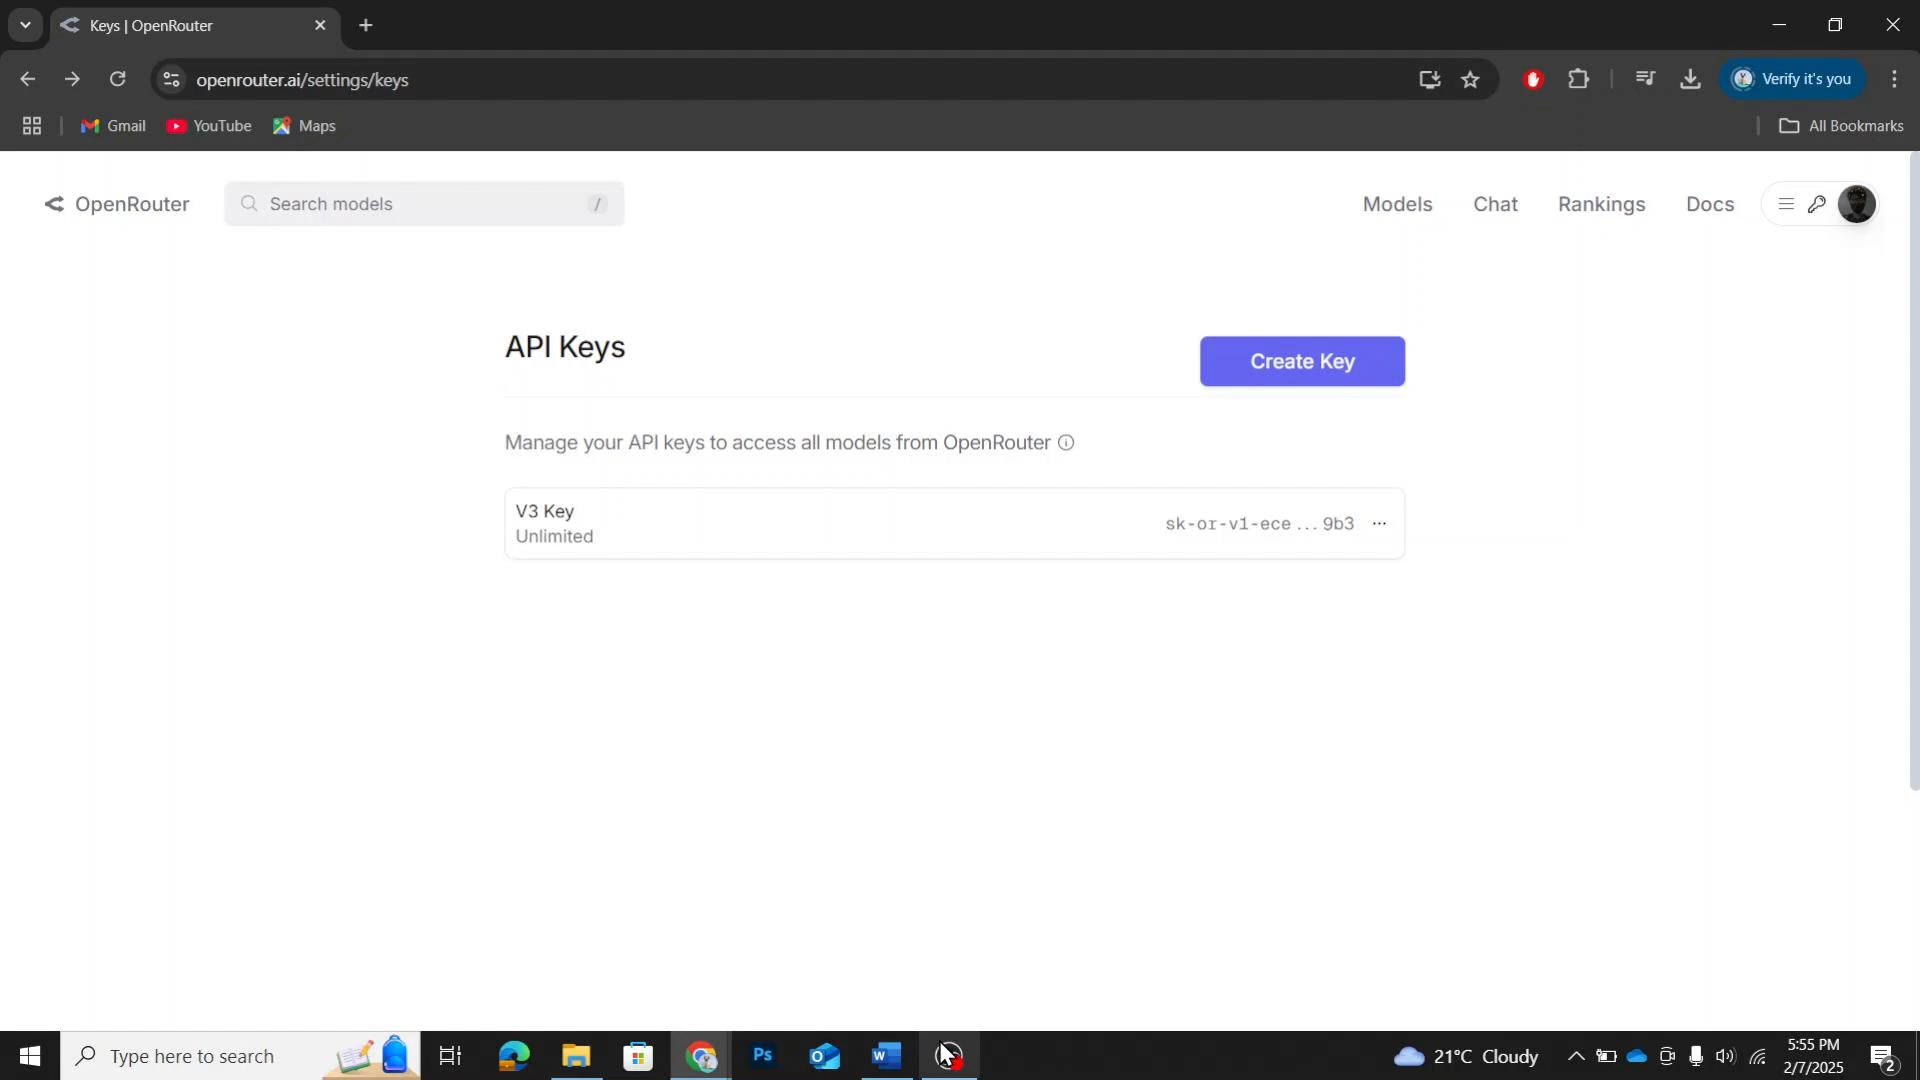 Keys | OpenRouter
openrouter.ai/settings/keys
Verify it's you
Gmail
YouTube
Maps
All Bookmarks
OpenRouter
Search models
/
Models
Chat
Rankings
Docs
API Keys
Create Key
Manage your API keys to access all models from OpenRouter
V3 Key
Unlimited
sk-or-v1-ece...9b3
Type here to search
Ps
21°C Cloudy
5:55 PM
2/7/2025
2